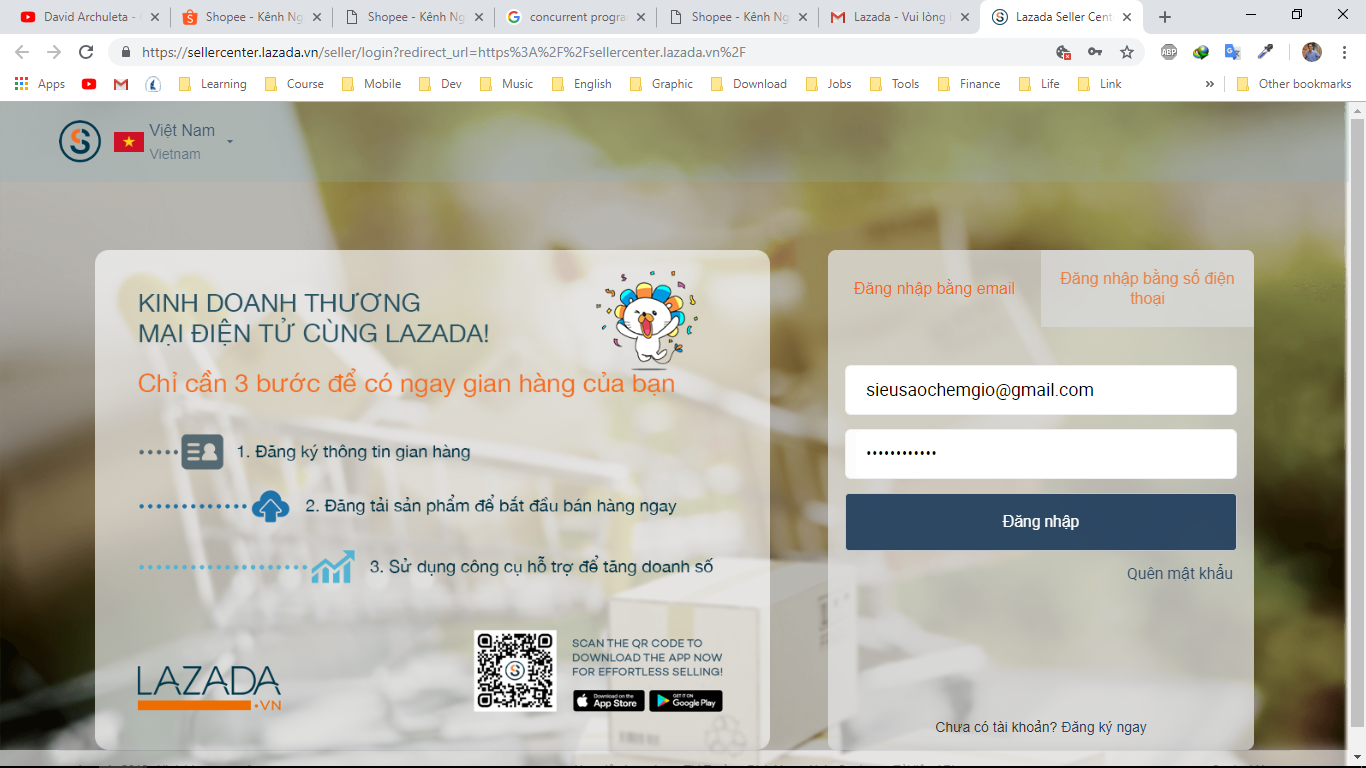 David Archuleta -
Shopee - Kênh Ng
Shopee - Kênh Ng
concurrent progra
Shopee - Kênh Ng
Lazada - Vui lòng
Lazada Seller Cent
https://sellercenter.lazada.vn/seller/login?redirect_url=https%3A%2F%2Fsellercenter.lazada.vn%2F
ABP
Apps
Learning
Course
Mobile
Dev
Music
English
Graphic
Download
Jobs
Tools
Finance
Life
Link
»
Other bookmarks
Việt Nam
Vietnam
KINH DOANH THƯƠNG
MẠI ĐIỆN TỬ CÙNG LAZADA!
Chỉ cần 3 bước để có ngay gian hàng của bạn
1. Đăng ký thông tin gian hàng
2. Đăng tải sản phẩm để bắt đầu bán hàng ngay
3. Sử dụng công cụ hỗ trợ để tăng doanh số
LAZADA
.VN
SCAN THE QR CODE TO
DOWNLOAD THE APP NOW
FOR EFFORTLESS SELLING!
Download on the
App Store
GET IT ON
Google Play
Đăng nhập bằng email
Đăng nhập bằng số điện
thoại
sieusaochemgio@gmail.com
••••••••••••
Đăng nhập
Quên mật khẩu
Chưa có tài khoản? Đăng ký ngay